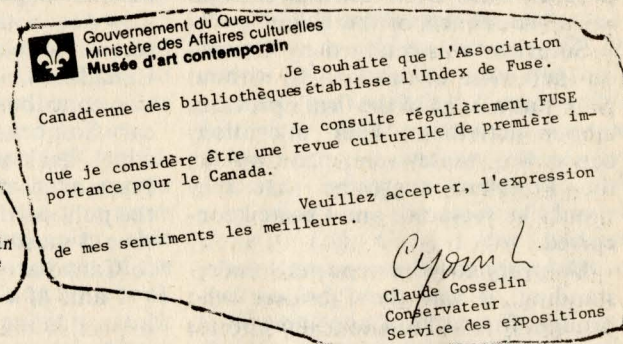 Gouvernement du Québec
Ministère des Affaires culturelles
Musée d'art contemporain
Je souhaite que l'Association
Canadienne des bibliothèques établisse l'Index de Fuse.
Je consulte régulièrement FUSE
que je considère être une revue culturelle de première im-
portance pour le Canada.
Veuillez accepter, l'expression
de mes sentiments les meilleurs.
Claude Gosselin
Conservateur
Service des expositions